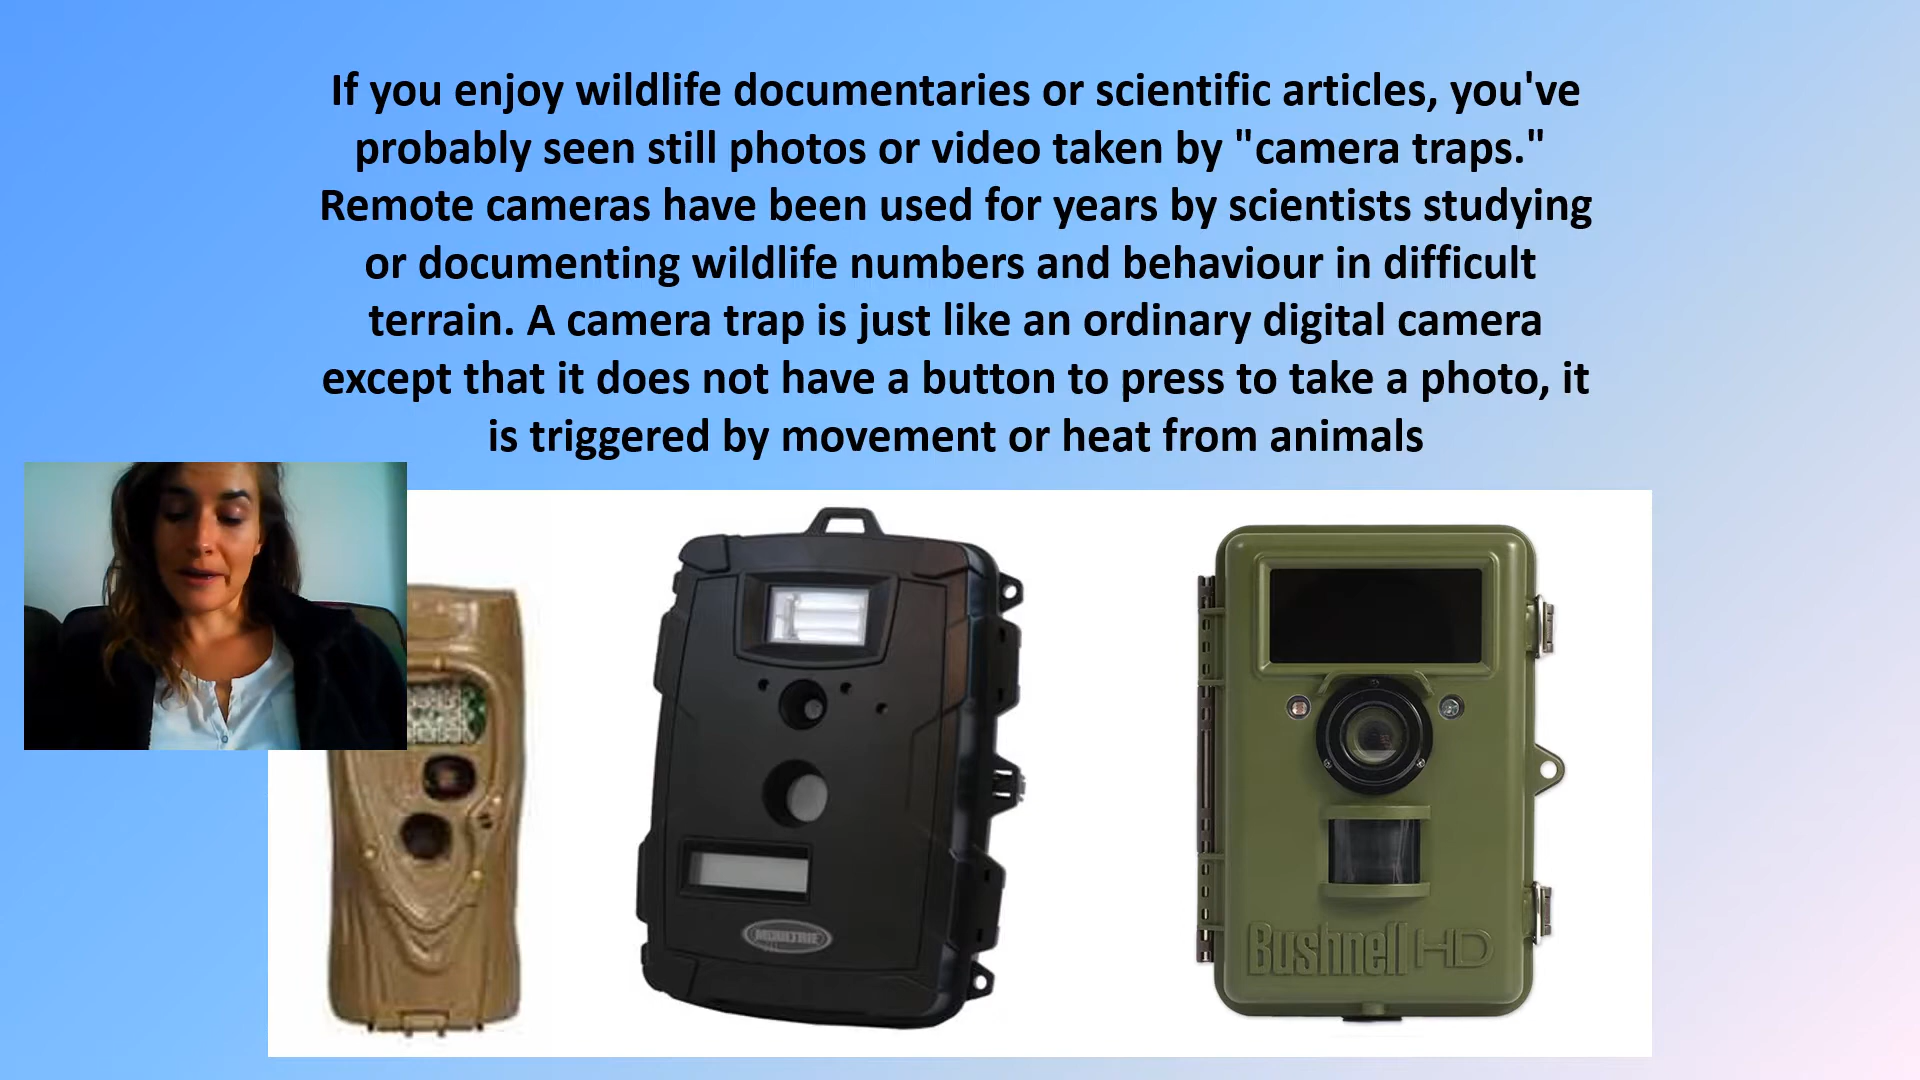 If you enjoy wildlife documentaries or scientific articles, you've
probably seen still photos or video taken by "camera traps."
Remote cameras have been used for years by scientists studying
or documenting wildlife numbers and behaviour in difficult
terrain. A camera trap is just like an ordinary digital camera
except that it does not have a button to press to take a photo, it
is triggered by movement or heat from animals
MOULTRIE
Bushnell HD